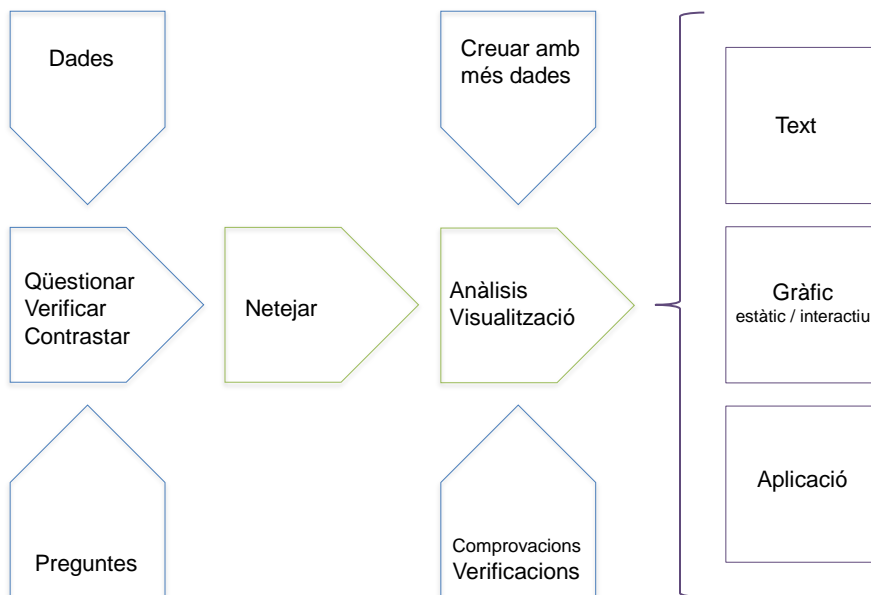 Dades
Creuar amb
més dades
Text
Qüestionar
Verificar
Contrastar
Netejar
Anàlisis
Visualització
Gràfic
estàtic / interactiu
Aplicació
Preguntes
Comprovacions
Verificacions